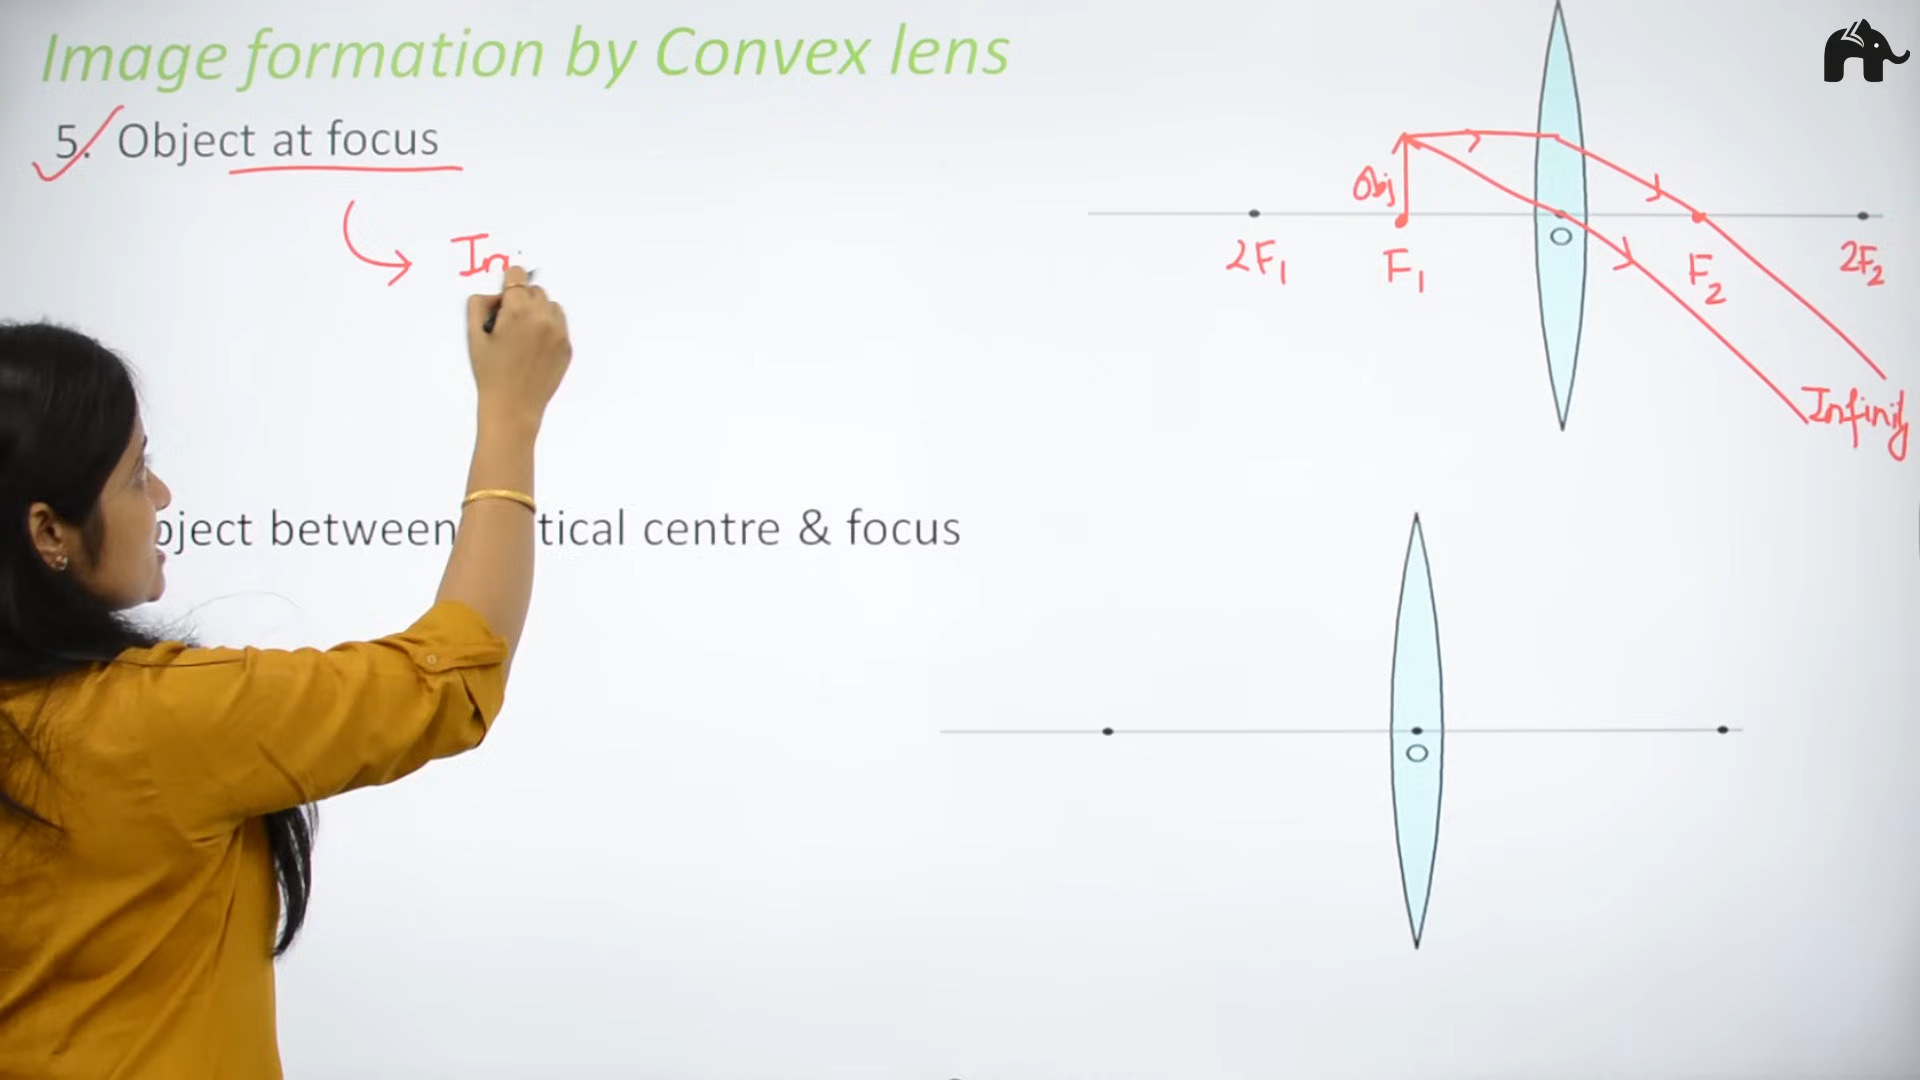 Image formation by Convex lens
5. Object at focus
In
Obj
O
2F₁
F₁
F₂
2F₂
Infinity
bject between
tical centre & focus
O